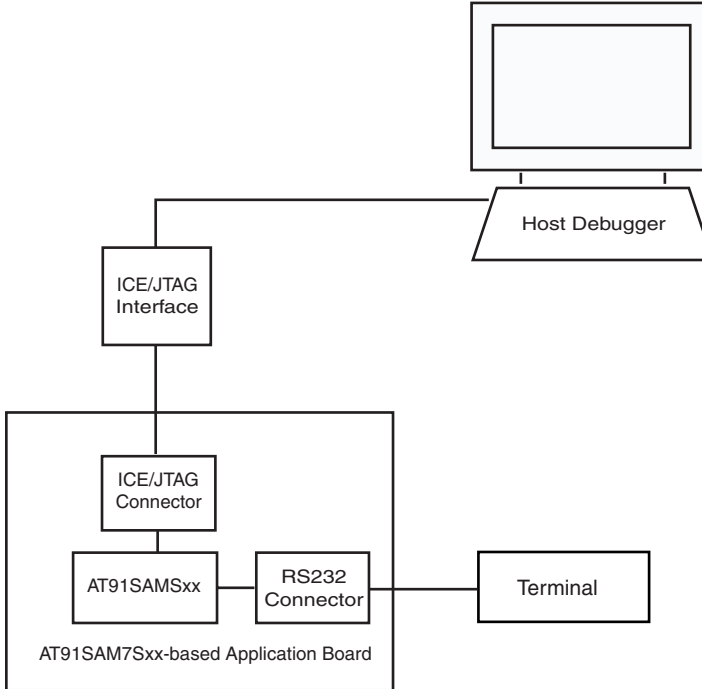 Host Debugger
ICE/JTAG
Interface
ICE/JTAG
Connector
AT91SAMSxx
RS232
Connector
Terminal
AT91SAM7Sxx-based Application Board